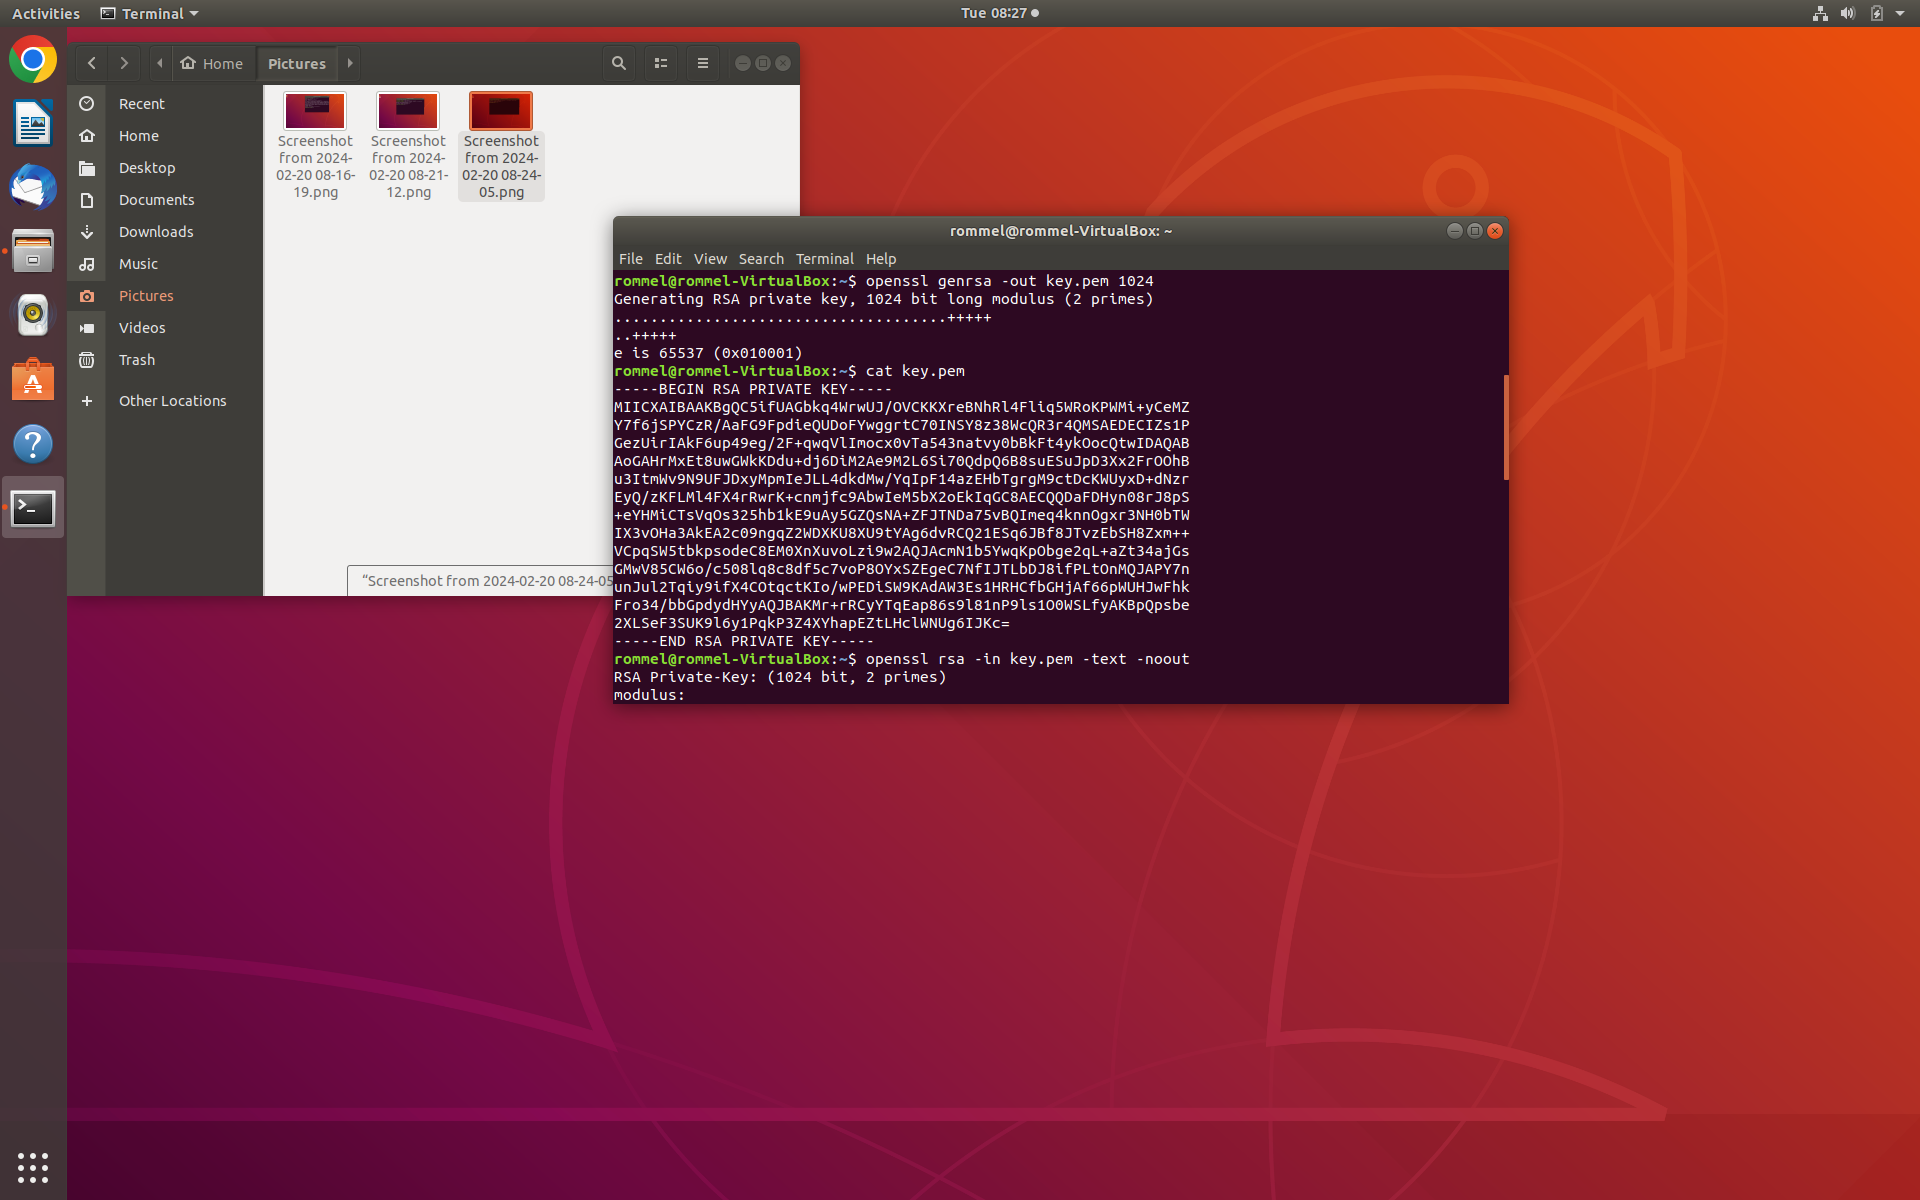 Activities
Terminal
Tue 08:27
Home
Pictures
Recent
Home
Desktop
Documents
Downloads
Music
Pictures
Videos
Trash
Other Locations
Screenshot
from 2024-
02-20 08-16-
19.png
Screenshot
from 2024-
02-20 08-21-
12.png
Screenshot
from 2024-
02-20 08-24-
05.png
“Screenshot from 2024-02-20 08-24-05
rommel@rommel-VirtualBox: ~
File Edit View Search Terminal Help
rommel@rommel-VirtualBox:~$ openssl genrsa -out key.pem 1024
Generating RSA private key, 1024 bit long modulus (2 primes)
.....................................+++++
..+++++
e is 65537 (0x010001)
rommel@rommel-VirtualBox:~$ cat key.pem
-----BEGIN RSA PRIVATE KEY-----
MIICXAIBAAKBgQC5ifUAGbkq4WrwUJ/OVCKKXreBNhRl4Fliq5WRoKPWMi+yCeMZ
Y7f6jSPYCzR/AaFG9FpdieQUDoFYwggrtC70INSY8z38WcQR3r4QMSAEDECIZs1P
GezUirIAkF6up49eg/2F+qwqVlImocx0vTa543natvy0bBkFt4ykOocQtwIDAQAB
AoGAHrMxEt8uwGWkKDdu+dj6DiM2Ae9M2L6Si70QdpQ6B8suESuJpD3Xx2FrOOhB
u3ItmWv9N9UFJDxyMpmIeJLL4dkdMw/YqIpF14azEHbTgrgM9ctDcKWUyxD+dNzr
EyQ/zKFLMl4FX4rRwrK+cnmjfc9AbwIeM5bX2oEkIqGC8AECQQDaFDHyn08rJ8pS
+eYHMiCTsVqOs325hb1kE9uAy5GZQsNA+ZFJTNDa75vBQImeq4knnOgxr3NH0bTW
IX3vOHa3AkEA2c09ngqZ2WDXKU8XU9tYAg6dvRCQ21ESq6JBf8JTvzEbSH8Zxm++
VCpqSW5tbkpsodeC8EM0XnXuvoLzi9w2AQJAcmN1b5YwqKpObge2qL+aZt34ajGs
GMwV85CW6o/c508lq8c8df5c7voP8OYxSZEgeC7NfIJTLbDJ8ifPLtOnMQJAPY7n
unJul2Tqiy9ifX4COtqctKIo/wPEDiSW9KAdAW3Es1HRHCfbGHjAf66pWUHJwFhk
Fro34/bbGpdydHYyAQJBAKMr+rRCyYTqEap86s9l81nP9ls1O0WSLfyAKBpQpsbe
2XLSeF3SUK9l6y1PqkP3Z4XYhapEZtLHclWNUg6IJKc=
-----END RSA PRIVATE KEY-----
rommel@rommel-VirtualBox:~$ openssl rsa -in key.pem -text -noout
RSA Private-Key: (1024 bit, 2 primes)
modulus: